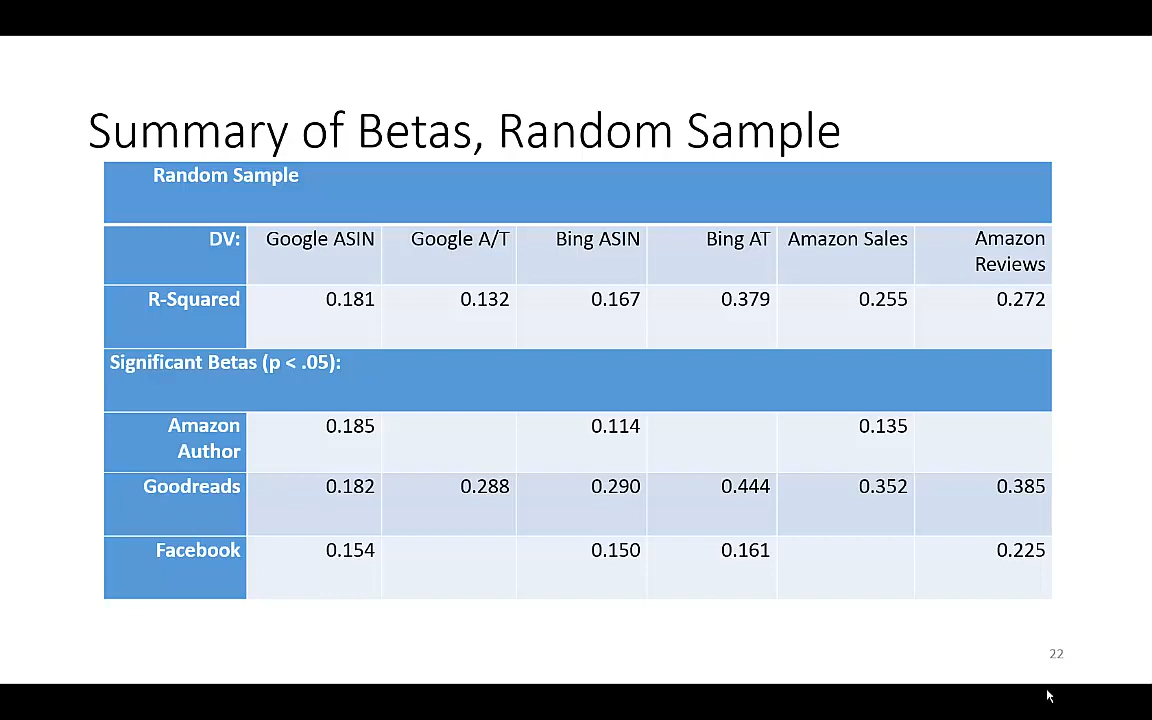 Summary of Betas, Random Sample
Random Sample
DV: Google ASIN Google A/T Bing ASIN Bing AT Amazon Sales Amazon
Reviews
R-Squared 0.181 0.132 0.167 0.379 0.255 0.272
Significant Betas (p < .05):
Amazon
Author 0.185 0.114 0.135
Goodreads 0.182 0.288 0.290 0.444 0.352 0.385
Facebook 0.154 0.150 0.161 0.225
22